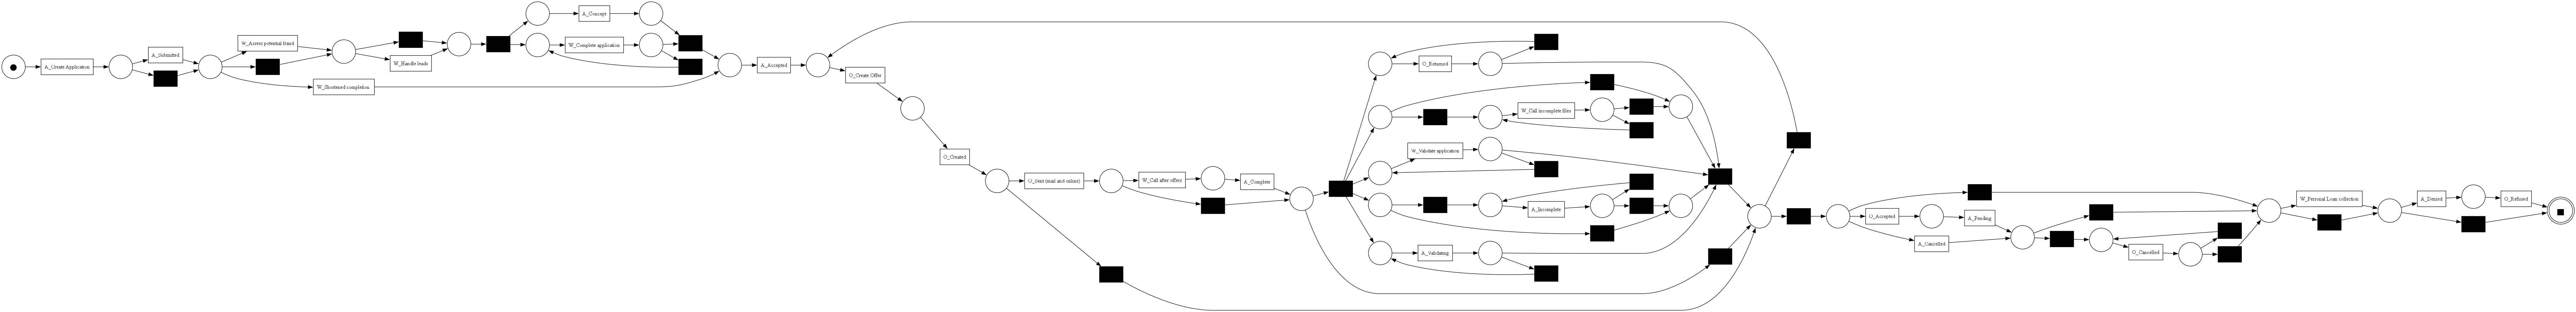 A_Create Application
A_Submitted
W_Assess potential fraud
W_Handle leads
W_Shortened completion
A_Concept
W_Complete application
A_Accepted
O_Create Offer
O_Created
O_Sent (mail and online)
W_Call after offers
A_Complete
O_Returned
W_Call incomplete files
W_Validate application
A_Incomplete
A_Validating
O_Accepted
A_Cancelled
A_Pending
O_Cancelled
W_Personal Loan collection
A_Denied
O_Refused